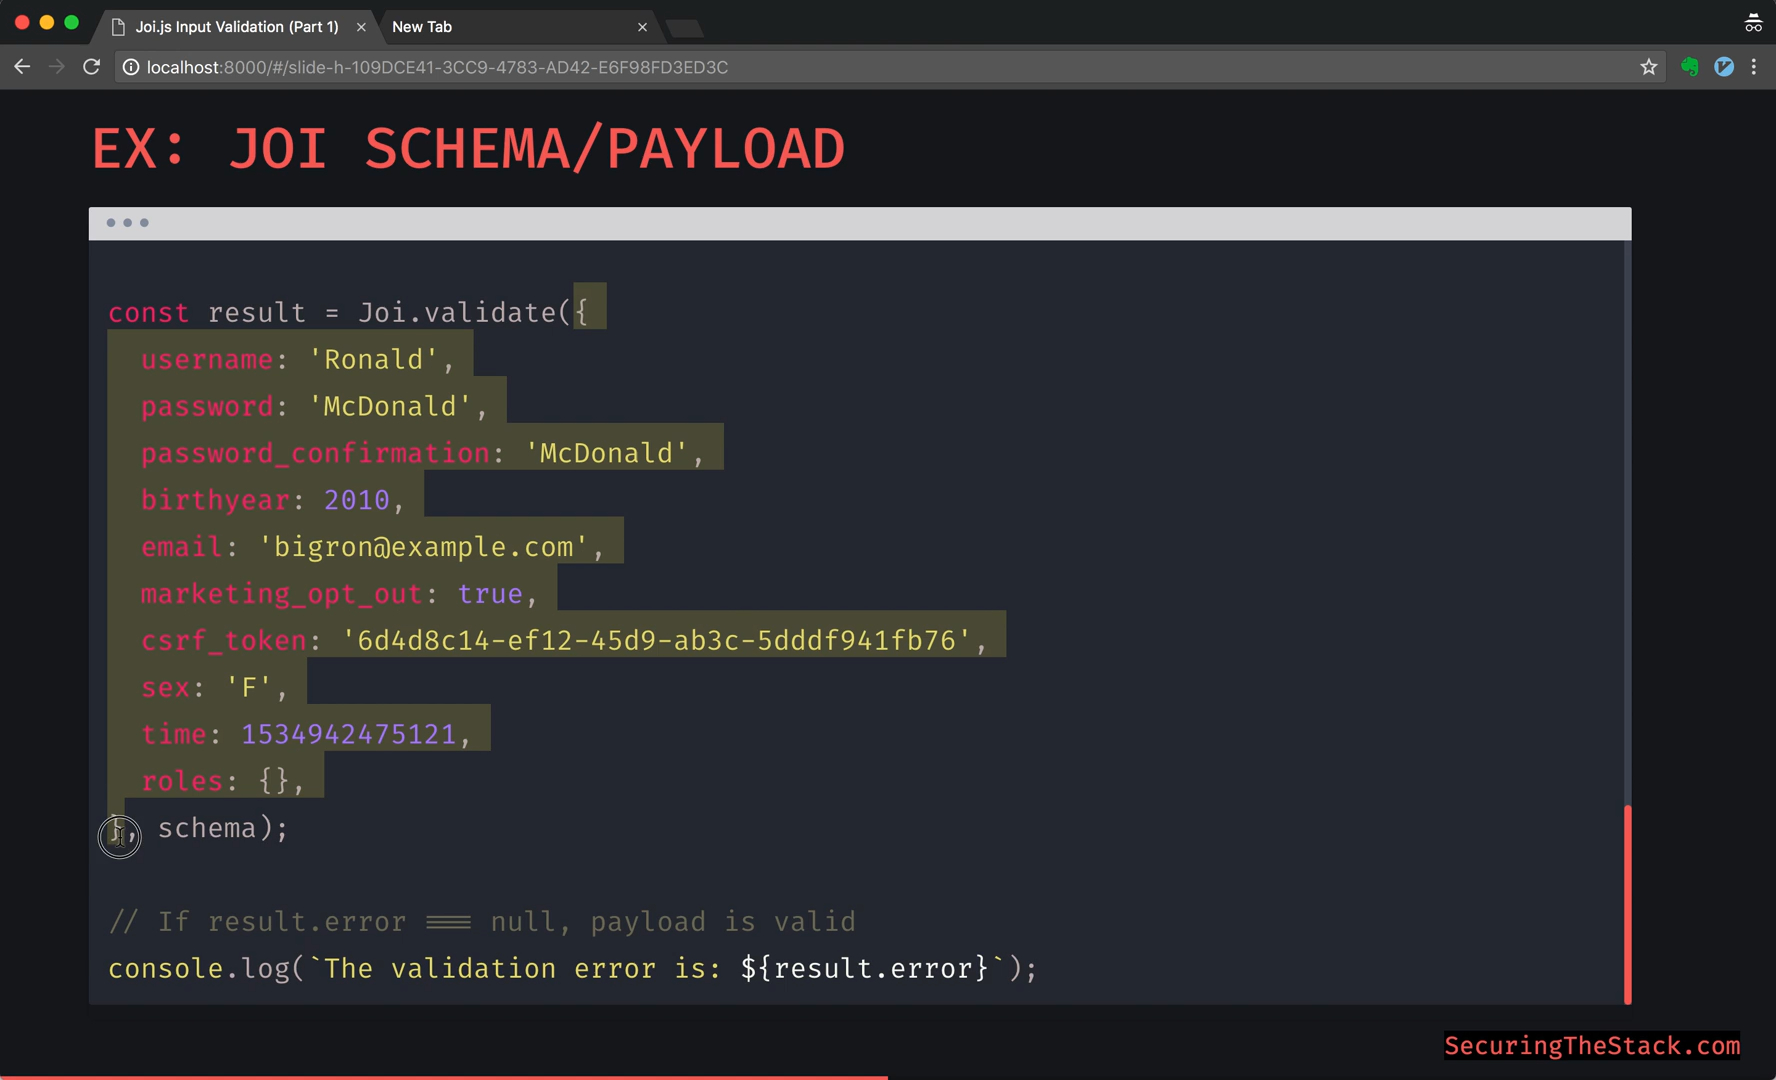 Joi.js Input Validation (Part 1)
New Tab
localhost:8000/#/slide-h-109DCE41-3CC9-4783-AD42-E6F98FD3ED3C
EX: JOI SCHEMA/PAYLOAD
const result = Joi.validate({
username: 'Ronald',
password: 'McDonald',
password_confirmation: 'McDonald',
birthyear: 2010,
email: 'bigron@example.com',
marketing_opt_out: true,
csrf_token: '6d4d8c14-ef12-45d9-ab3c-5dddf941fb76',
sex: 'F',
time: 1534942475121,
roles: {},
}, schema);
// If result.error === null, payload is valid
console.log(`The validation error is: ${result.error}`);
SecuringTheStack.com